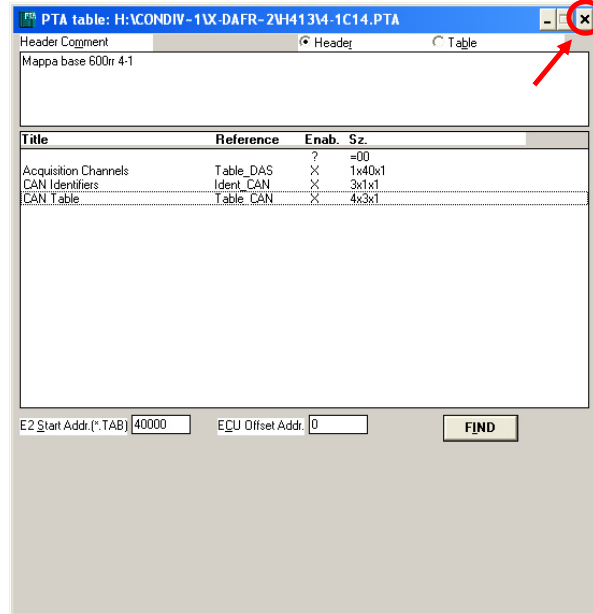 PTA table: H:\CONDIV~1\X-DAFR~2\H413\4-1C14.PTA
Header Comment Header Table
Mappa base 600rr 4-1
Title Reference Enab. Sz.
? =00
Acquisition Channels Table_DAS X 1x40x1
CAN Identifiers Ident_CAN X 3x1x1
CAN Table Table_CAN X 4x3x1
E2 Start Addr.(*.TAB) 40000 ECU Offset Addr. 0 FIND